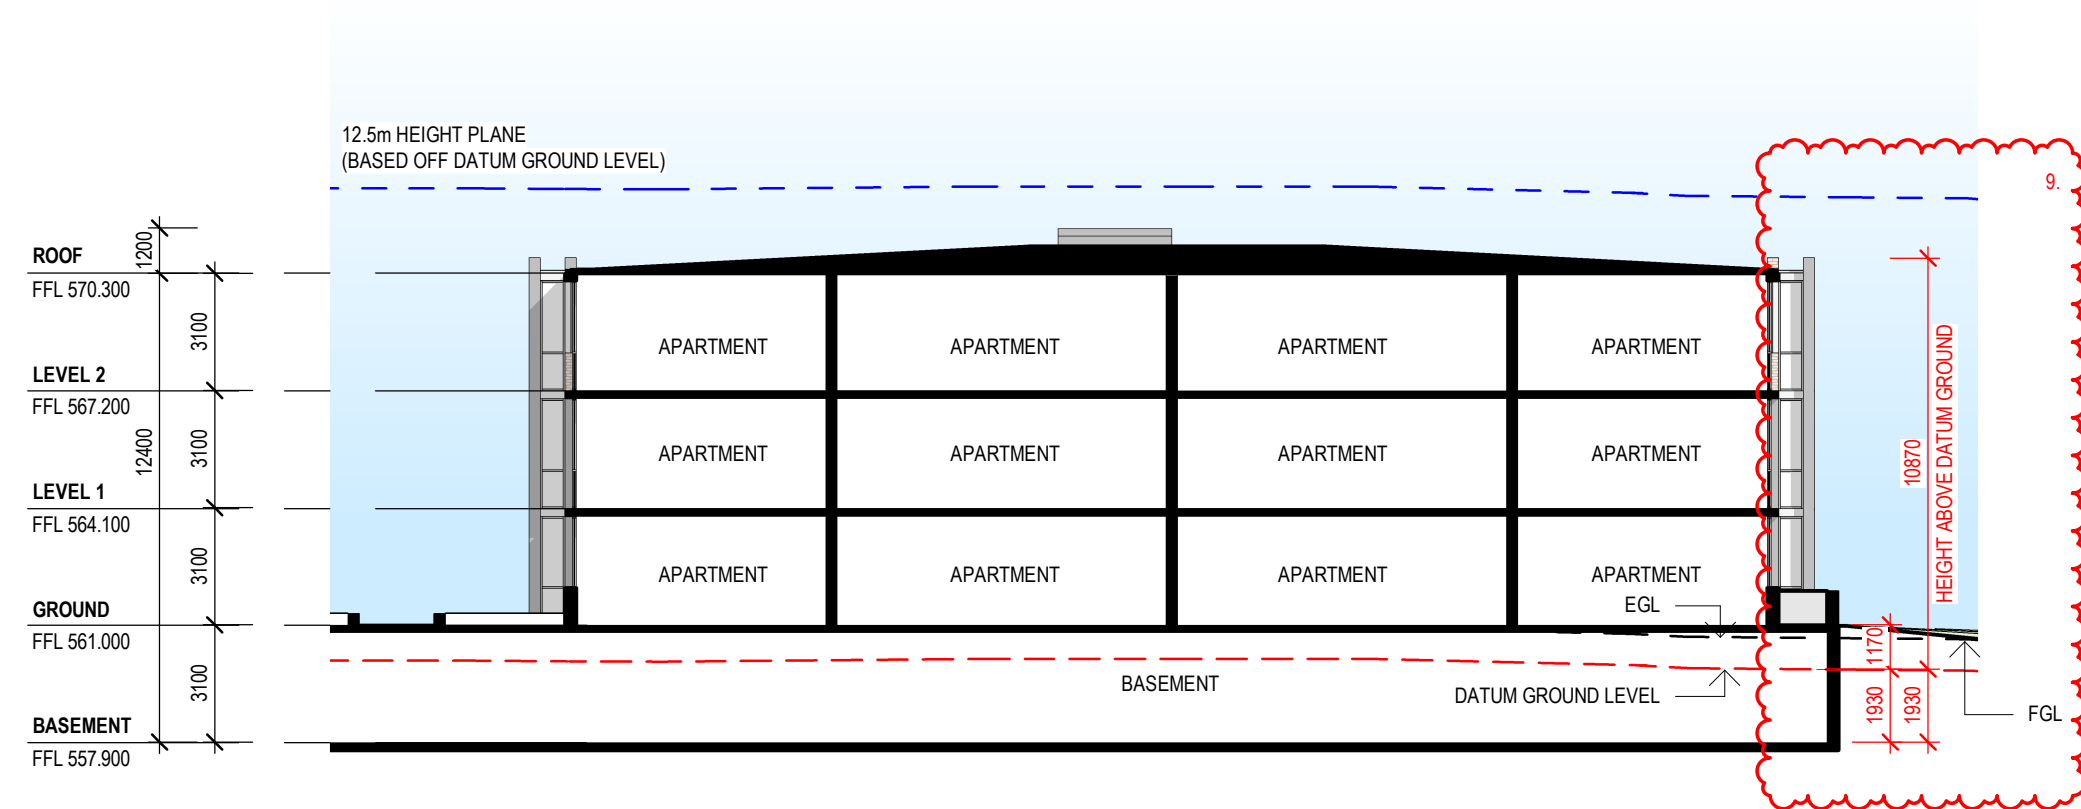 12.5m HEIGHT PLANE
(BASED OFF DATUM GROUND LEVEL)
9.
ROOF
FFL 570.300
1200
3100
APARTMENT APARTMENT APARTMENT APARTMENT
LEVEL 2
FFL 567.200
12400
3100
APARTMENT APARTMENT APARTMENT APARTMENT
10870
HEIGHT ABOVE DATUM GROUND
LEVEL 1
FFL 564.100
3100
APARTMENT APARTMENT APARTMENT APARTMENT
EGL
GROUND
FFL 561.000
1170
3100
BASEMENT
DATUM GROUND LEVEL
1930
1930
FGL
BASEMENT
FFL 557.900